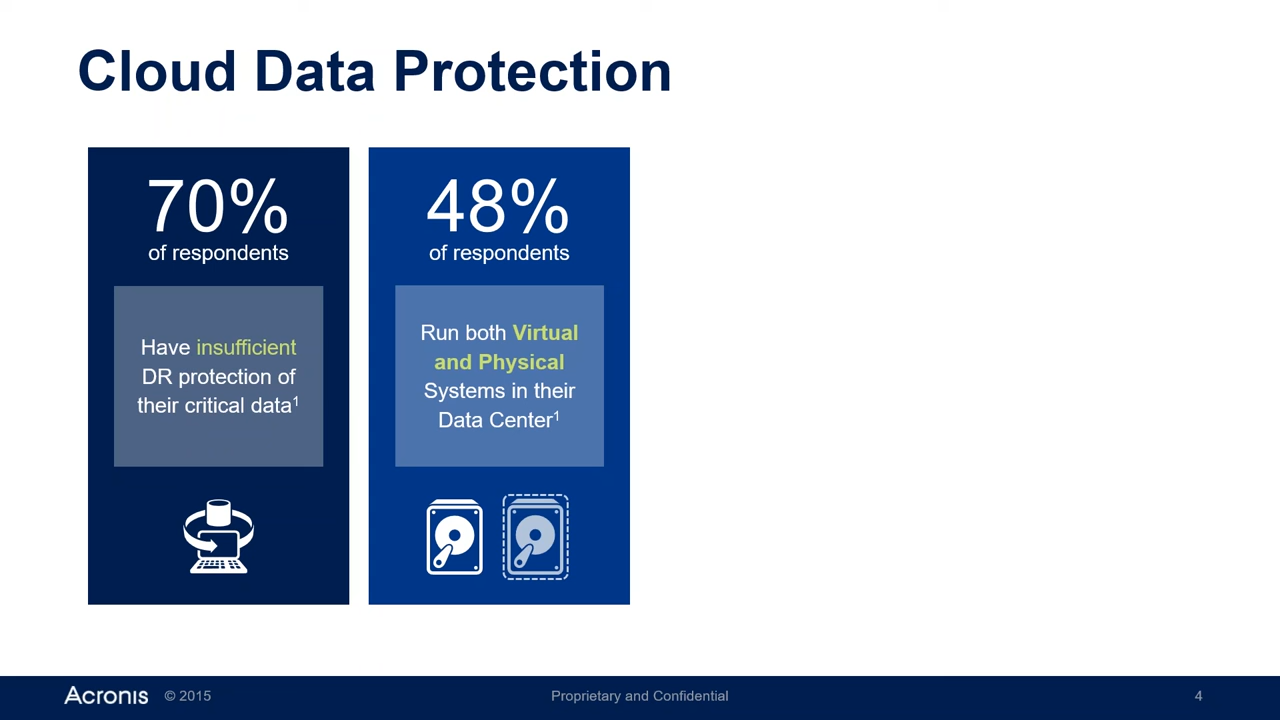 Cloud Data Protection
70%
of respondents
Have insufficient
DR protection of
their critical data¹
48%
of respondents
Run both Virtual
and Physical
Systems in their
Data Center¹
Acronis © 2015 Proprietary and Confidential 4